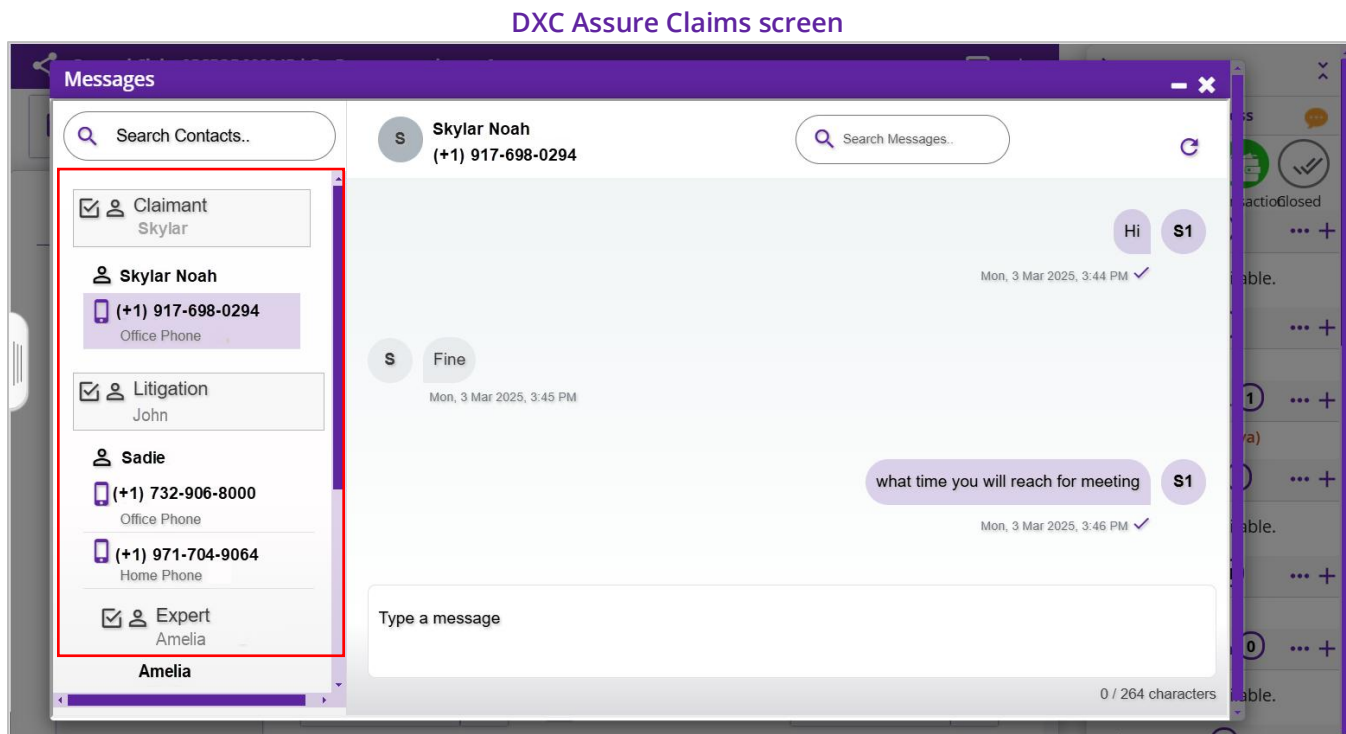 DXC Assure Claims screen
Messages
Search Contacts..
Claimant
Skylar
Skylar Noah
(+1) 917-698-0294
Office Phone
Litigation
John
Sadie
(+1) 732-906-8000
Office Phone
(+1) 971-704-9064
Home Phone
Expert
Amelia
Amelia
S
Skylar Noah
(+1) 917-698-0294
Search Messages..
Hi
S1
Mon, 3 Mar 2025, 3:44 PM
S
Fine
Mon, 3 Mar 2025, 3:45 PM
what time you will reach for meeting
S1
Mon, 3 Mar 2025, 3:46 PM
Type a message
0 / 264 characters
Closed
1
0